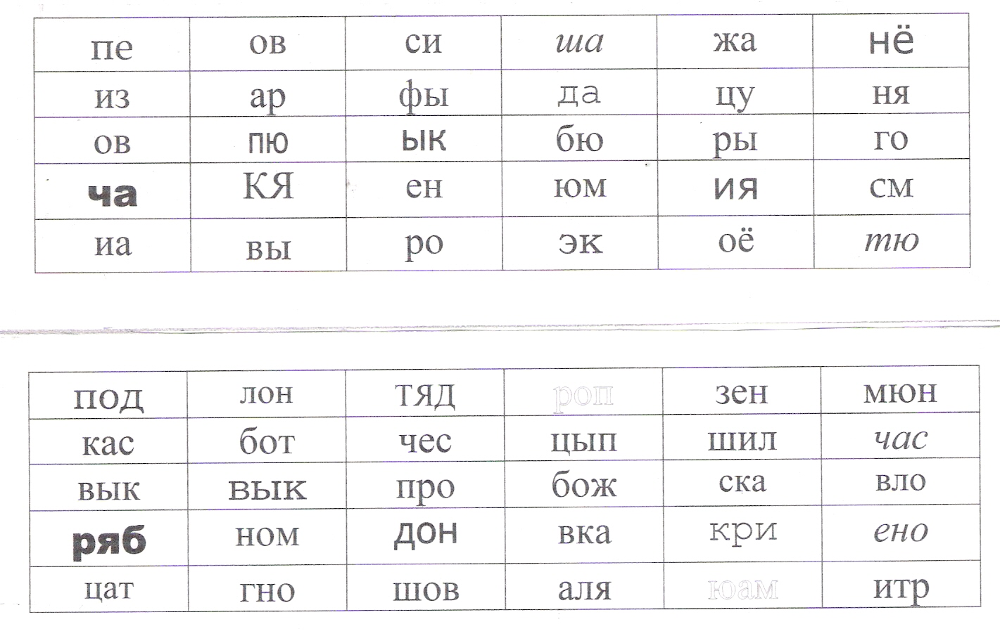 пе ов си ша жа нё
из ар фы да цу ня
ов пю ык бю ры го
ча КЯ ен юм ия см
иа вы ро эк оё тю
под лон ТЯД роп зен мюн
кас бот чес цып шил час
вык вык про бож ска вло
ряб ном дон вка кри ено
цат гно шов аля юам итр